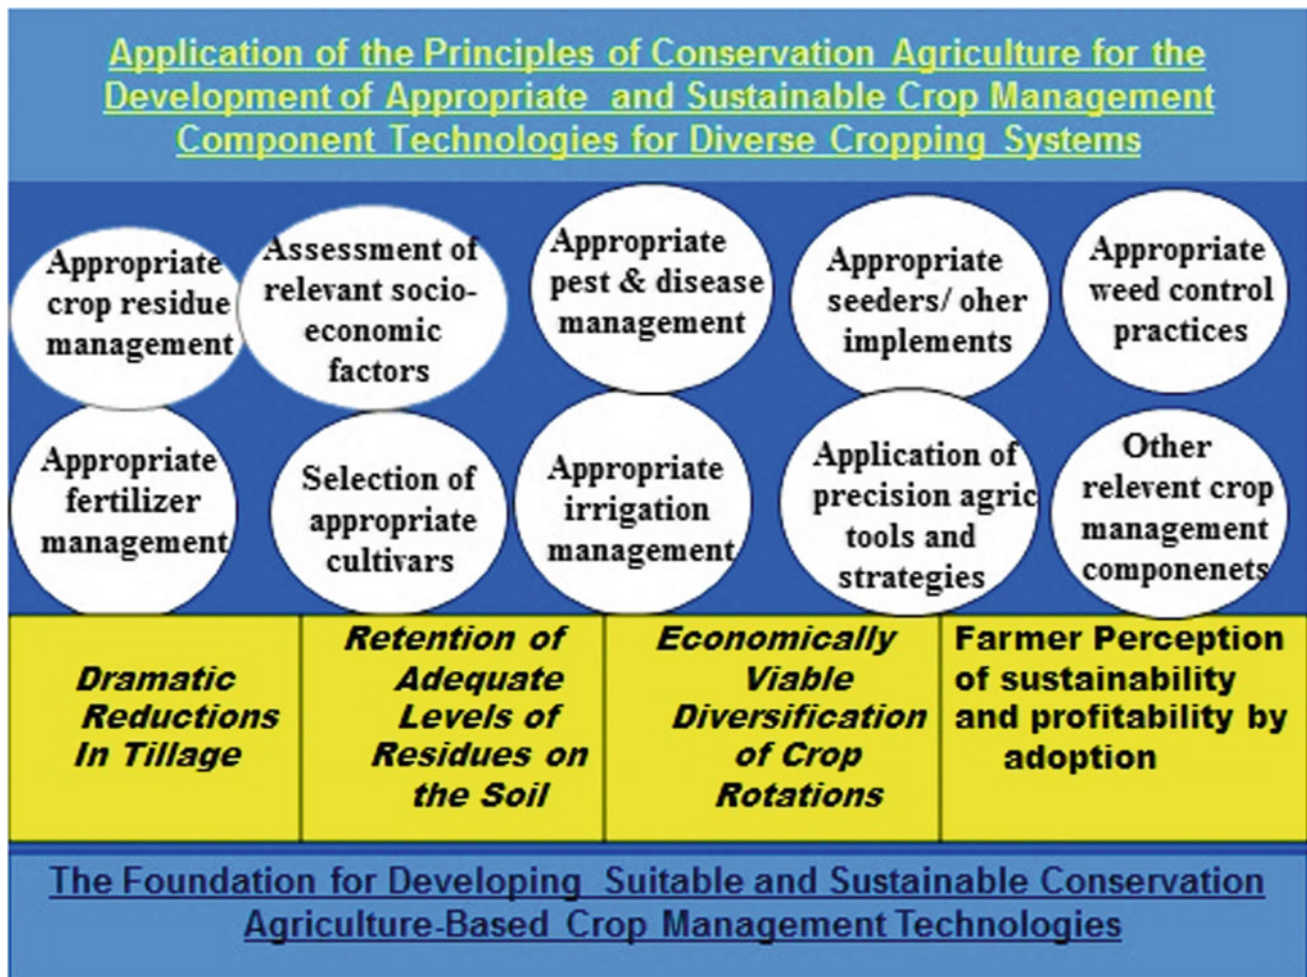 Application of the Principles of Conservation Agriculture for the
Development of Appropriate and Sustainable Crop Management
Component Technologies for Diverse Cropping Systems
Appropriate
crop residue
management
Assessment of
relevant socio-
economic
factors
Appropriate
pest & disease
management
Appropriate
seeders/ oher
implements
Appropriate
weed control
practices
Appropriate
fertilizer
management
Selection of
appropriate
cultivars
Appropriate
irrigation
management
Application of
precision agric
tools and
strategies
Other
relevent crop
management
componenets
Dramatic
Reductions
In Tillage
Retention of
Adequate
Levels of
Residues on
the Soil
Economically
Viable
Diversification
of Crop
Rotations
Farmer Perception
of sustainability
and profitability by
adoption
The Foundation for Developing Suitable and Sustainable Conservation
Agriculture-Based Crop Management Technologies